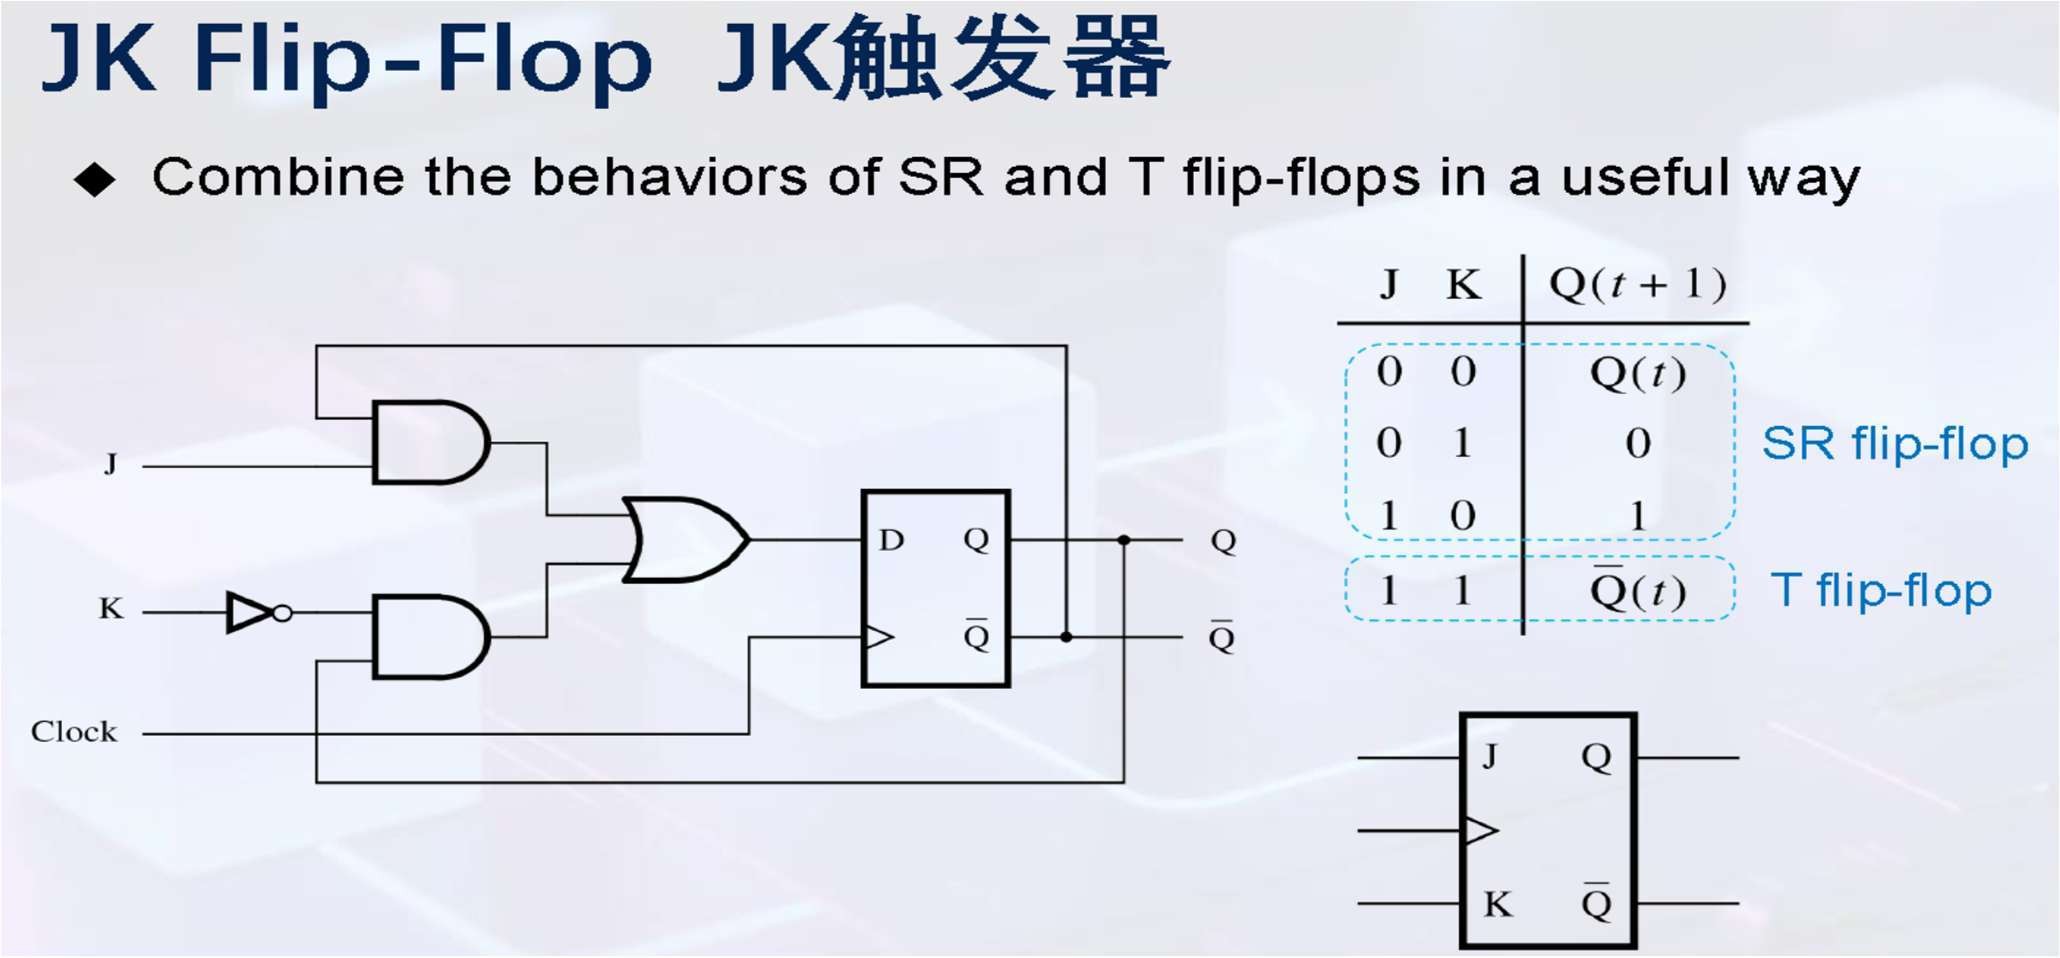 JK Flip-Flop JK触发器
◆ Combine the behaviors of SR and T flip-flops in a useful way
J K Q(t + 1)
0 0 Q(t)
0 1 0
1 0 1
SR flip-flop
1 1 Q̅(t)
T flip-flop
J
K
Clock
D Q
Q̅
Q
Q̅
J Q
K Q̅